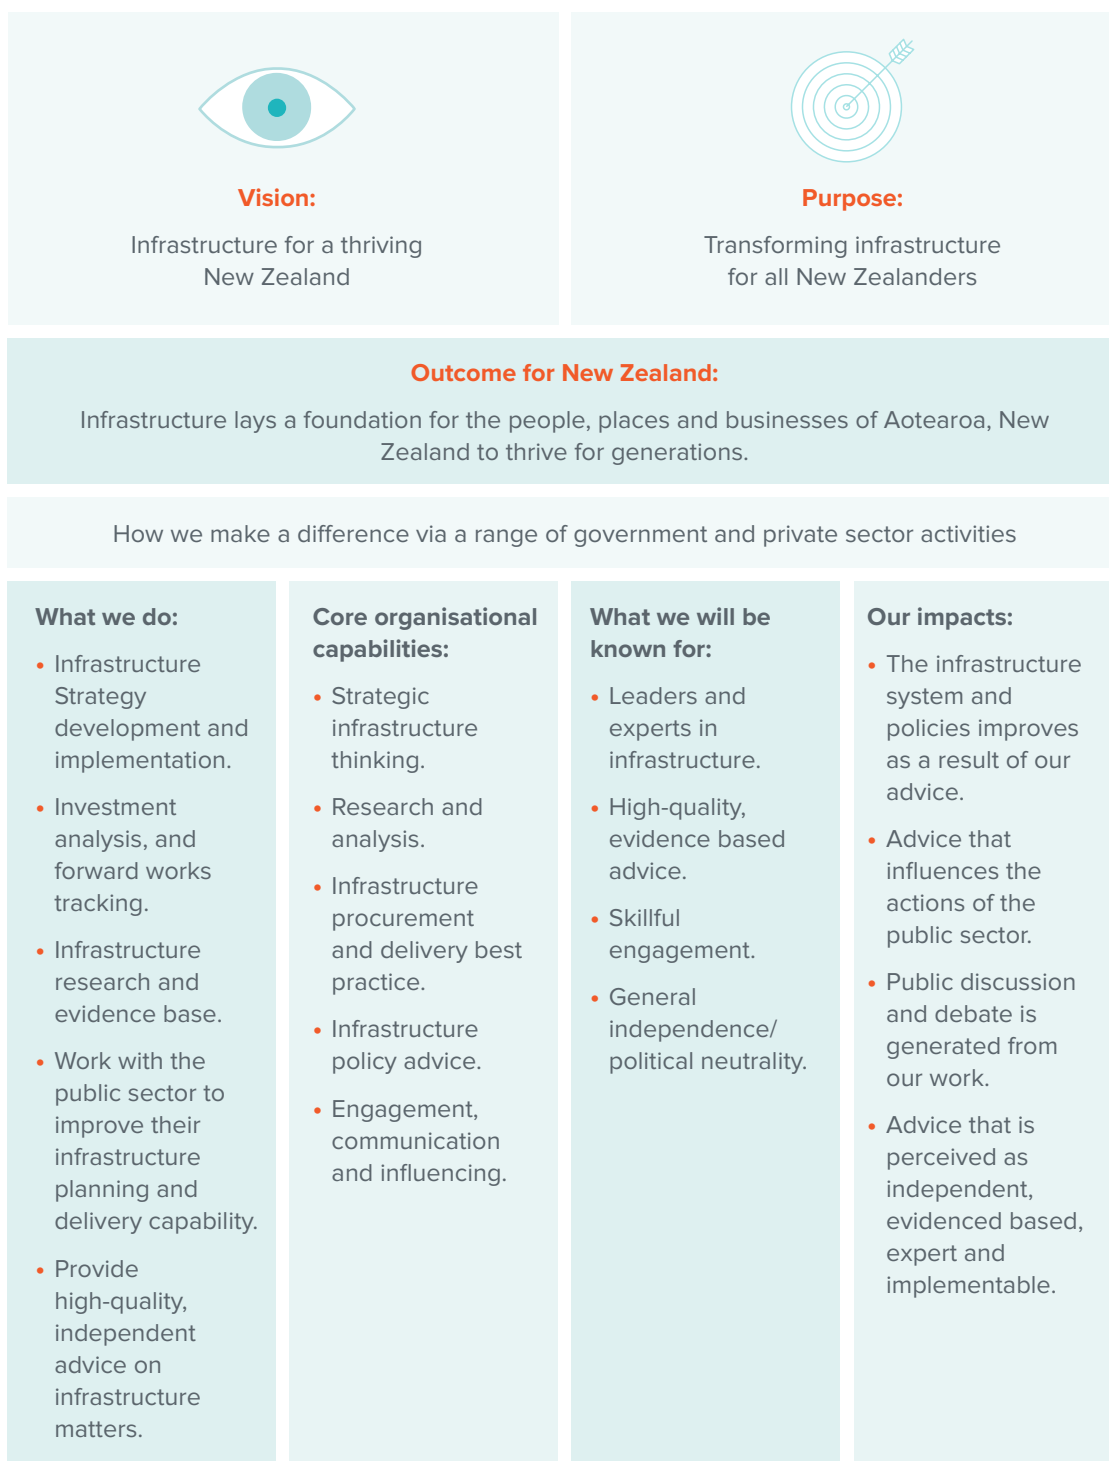 Vision:
Infrastructure for a thriving
New Zealand
Purpose:
Transforming infrastructure
for all New Zealanders
Outcome for New Zealand:
Infrastructure lays a foundation for the people, places and businesses of Aotearoa, New
Zealand to thrive for generations.
How we make a difference via a range of government and private sector activities
What we do:
• Infrastructure
Strategy
development and
implementation.
• Investment
analysis, and
forward works
tracking.
• Infrastructure
research and
evidence base.
• Work with the
public sector to
improve their
infrastructure
planning and
delivery capability.
• Provide
high-quality,
independent
advice on
infrastructure
matters.
Core organisational
capabilities:
• Strategic
infrastructure
thinking.
• Research and
analysis.
• Infrastructure
procurement
and delivery best
practice.
• Infrastructure
policy advice.
• Engagement,
communication
and influencing.
What we will be
known for:
• Leaders and
experts in
infrastructure.
• High-quality,
evidence based
advice.
• Skillful
engagement.
• General
independence/
political neutrality.
Our impacts:
• The infrastructure
system and
policies improves
as a result of our
advice.
• Advice that
influences the
actions of the
public sector.
• Public discussion
and debate is
generated from
our work.
• Advice that is
perceived as
independent,
evidenced based,
expert and
implementable.